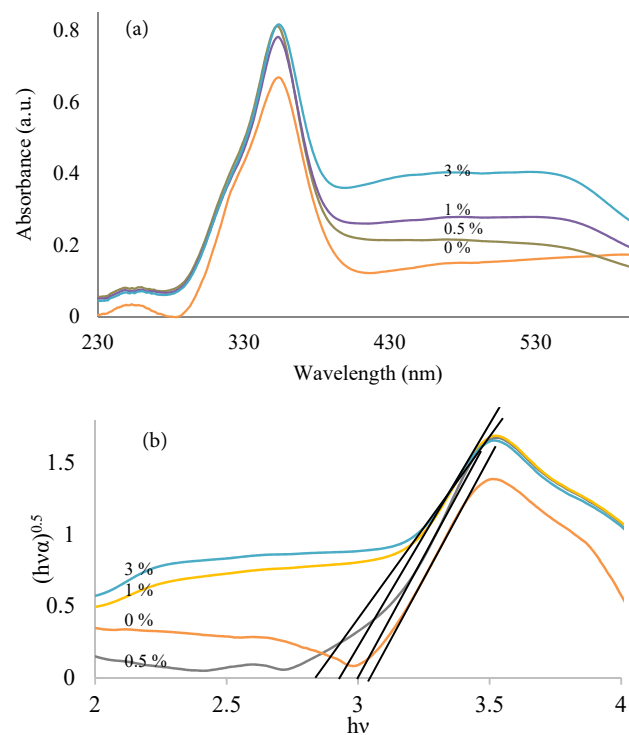 (a)
0.8
0.6
0.4
0.2
0
Absorbance (a.u.)
3 %
1 %
0.5 %
0 %
230 330 430 530
Wavelength (nm)
(b)
1.5
1
0.5
0
(hνα)^0.5
3 %
1 %
0 %
0.5 %
2 2.5 3 3.5 4
hν